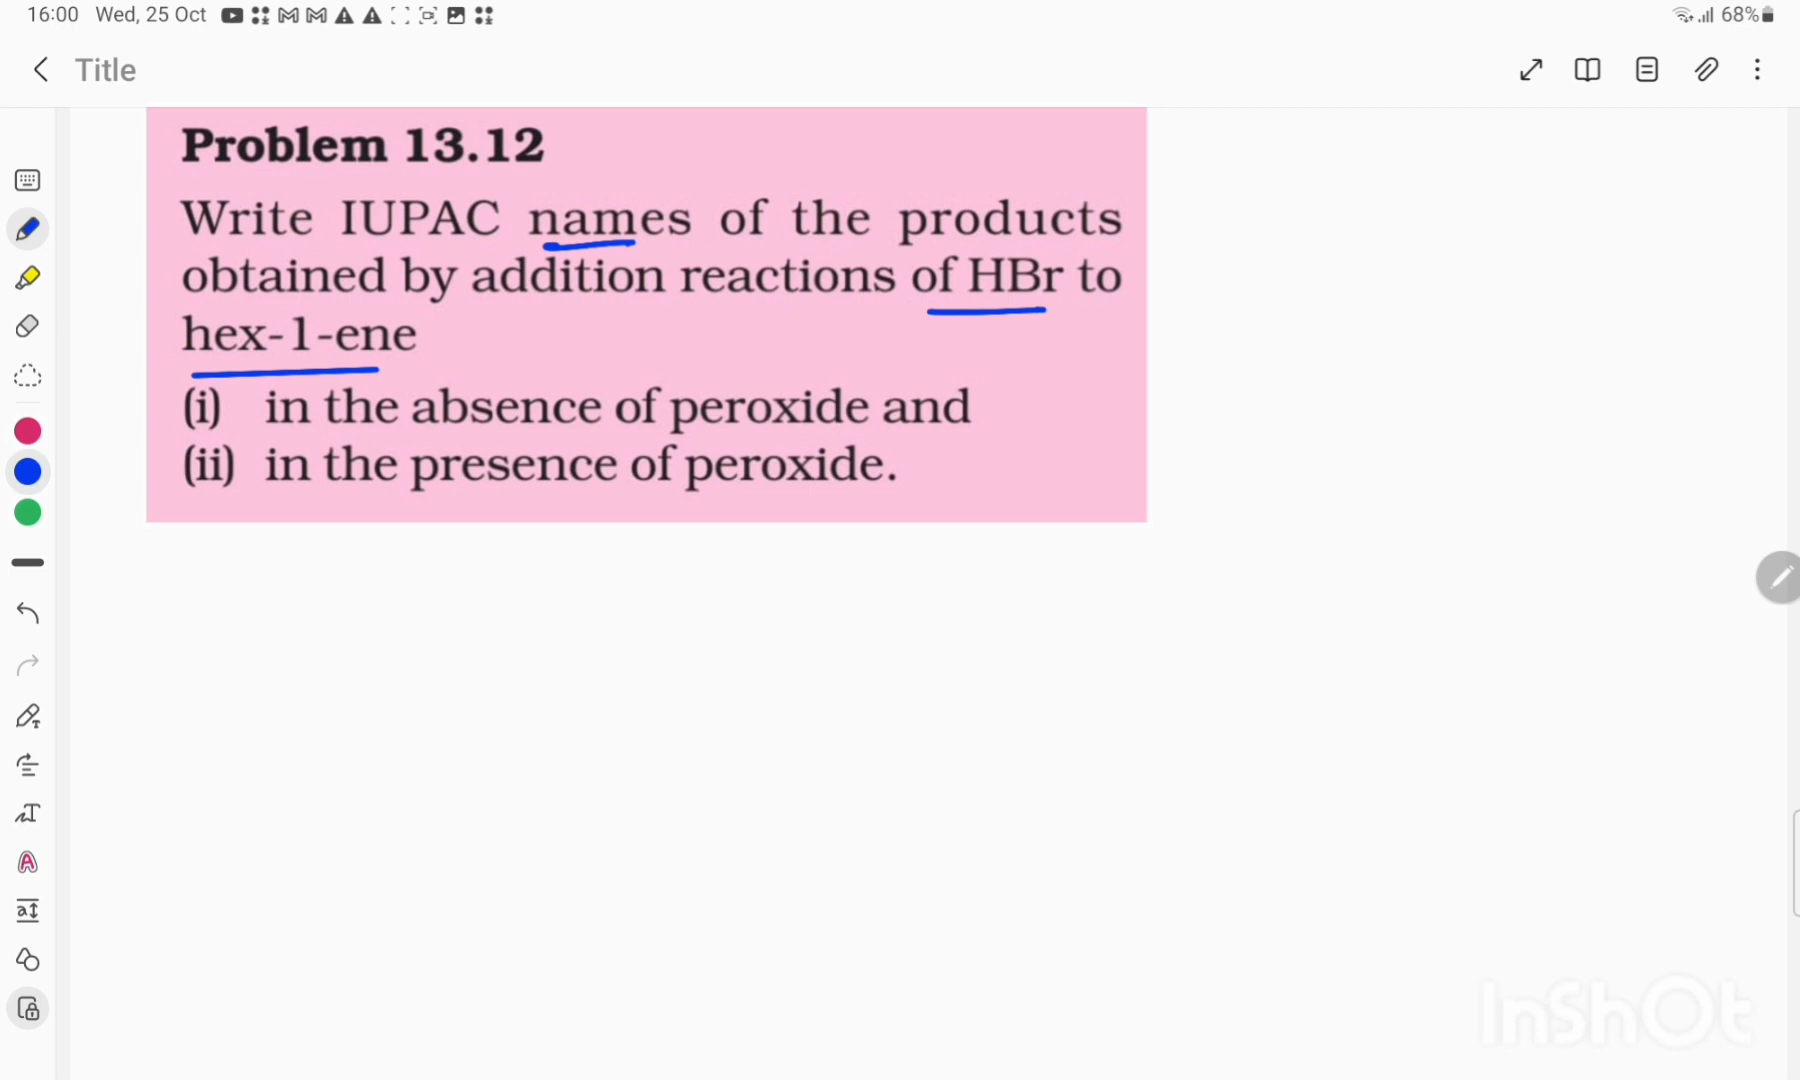 16:00 Wed, 25 Oct 68%
Title
Problem 13.12
Write IUPAC names of the products
obtained by addition reactions of HBr to
hex-1-ene
(i) in the absence of peroxide and
(ii) in the presence of peroxide.
InShOt